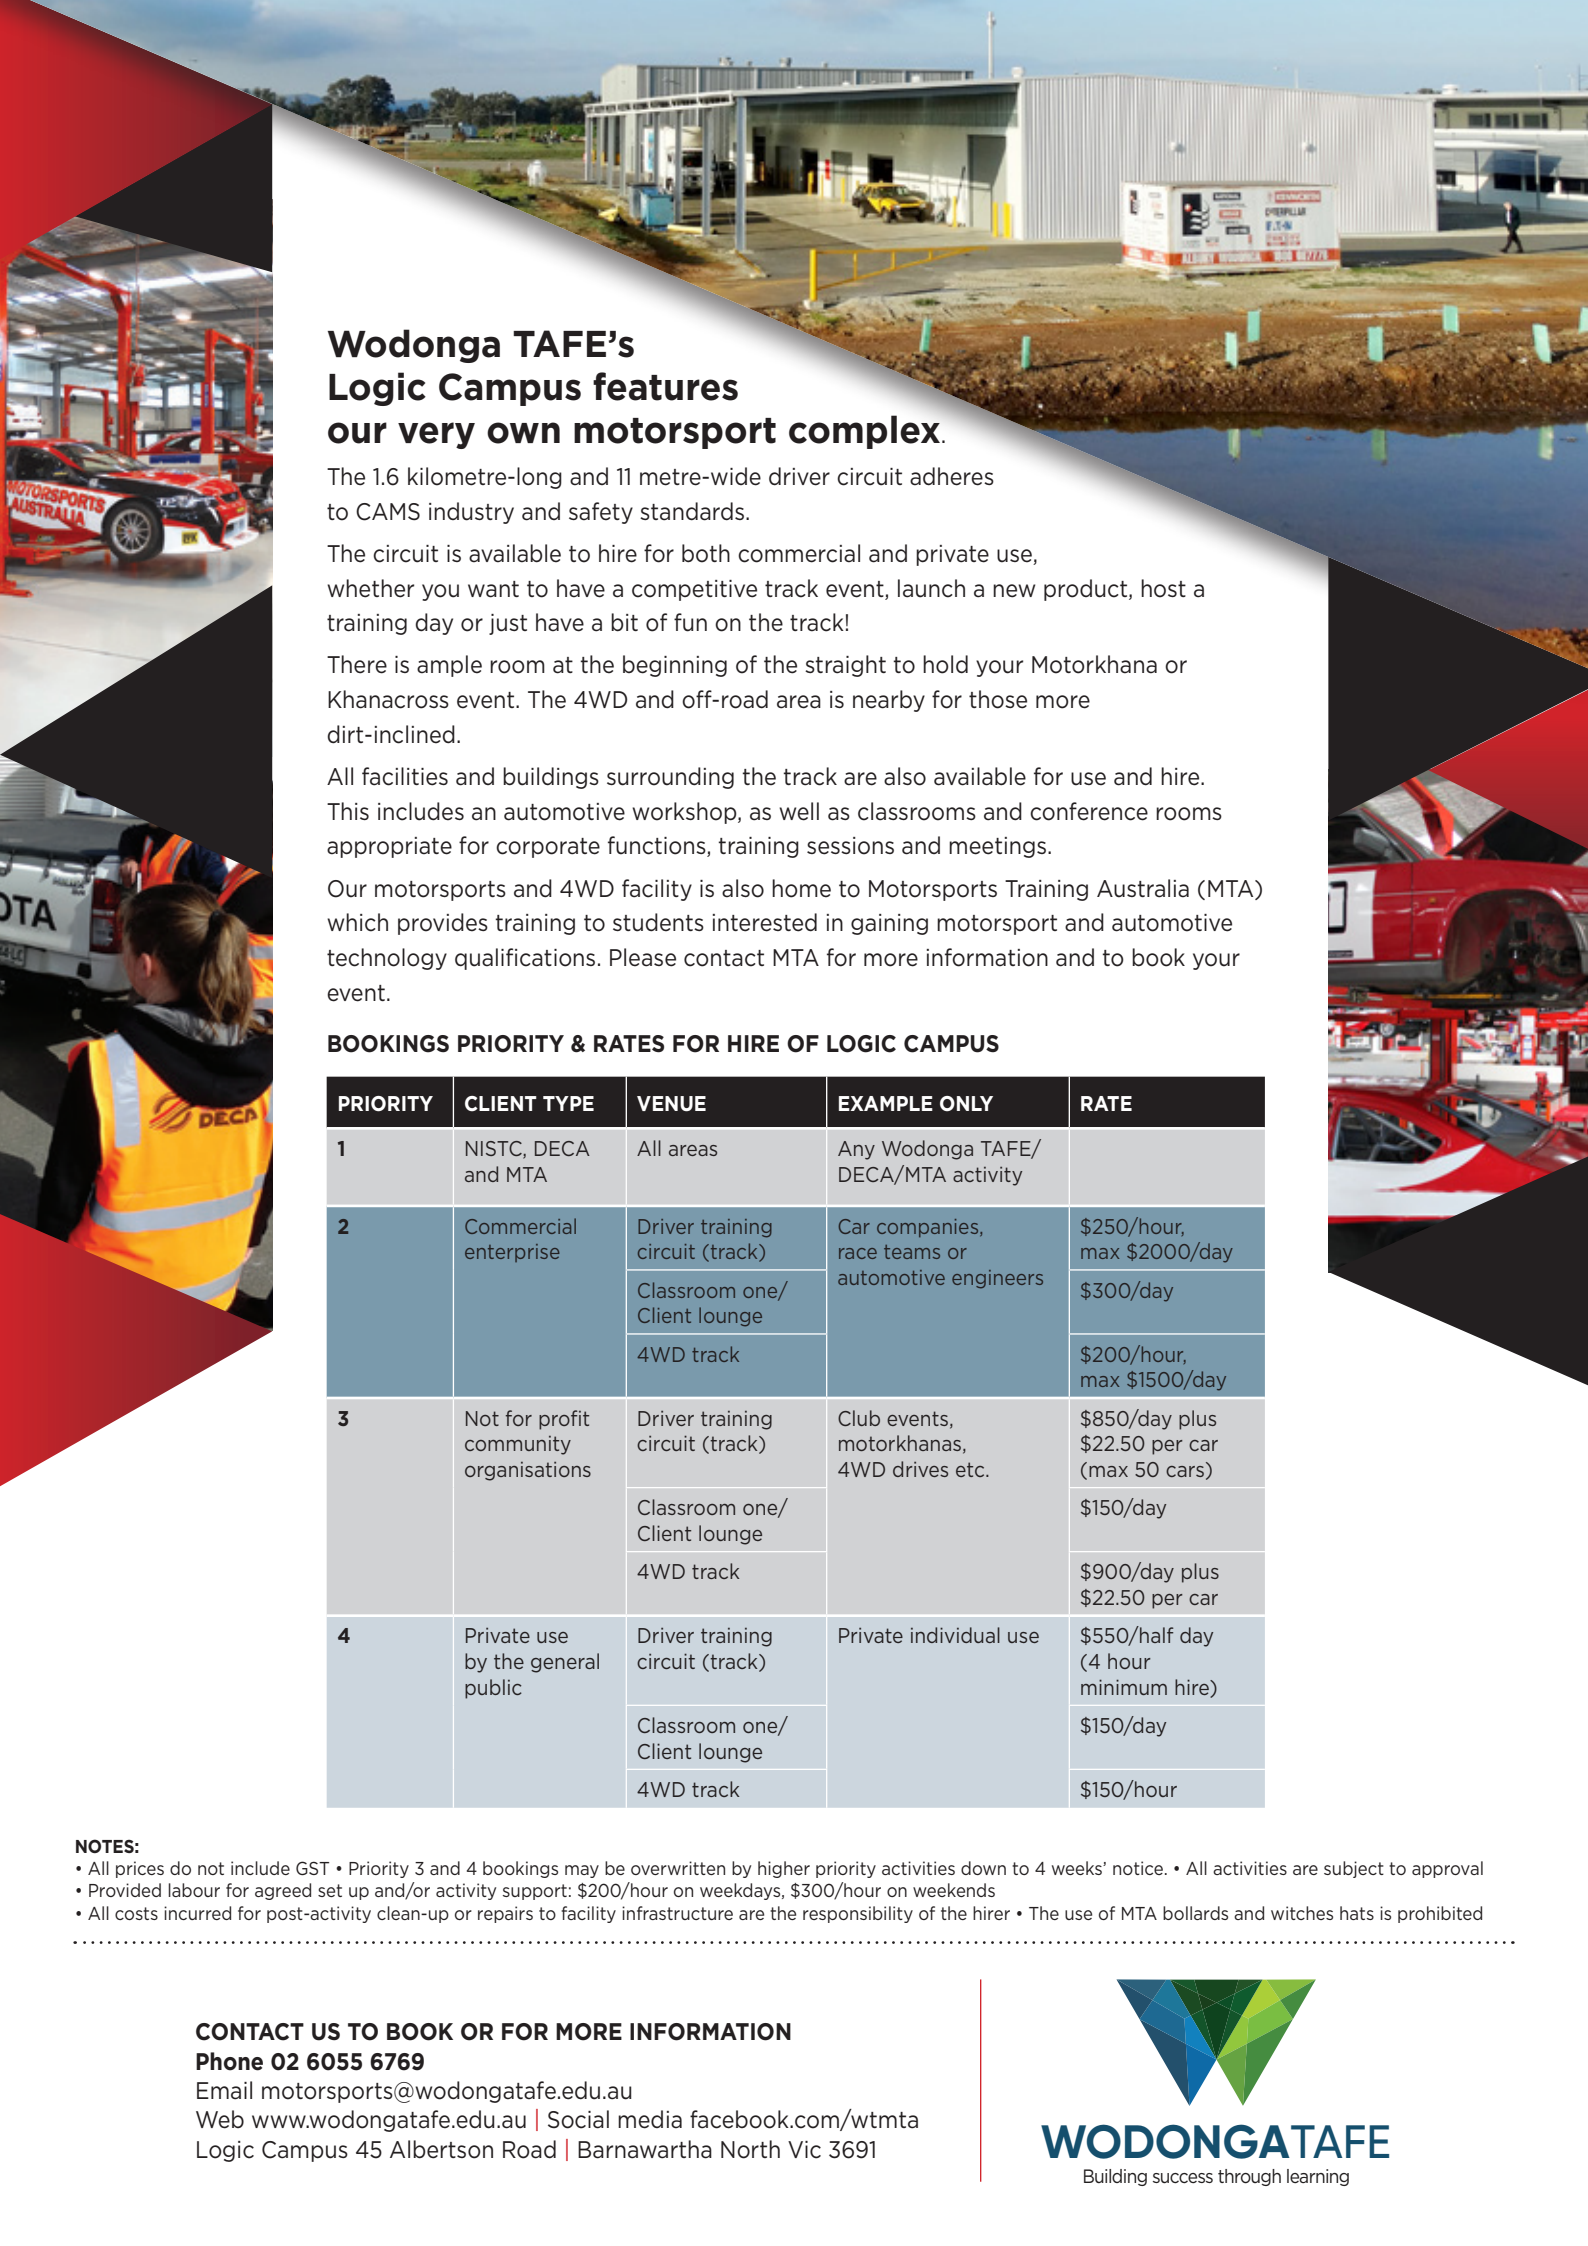 NATIONAL
KENWORTH
CATERPILLAR
ALBURY WODONGA
MOTORSPORTS
AUSTRALIA
OTA
DECA
Wodonga TAFE’s
Logic Campus features
our very own motorsport complex.
The 1.6 kilometre-long and 11 metre-wide driver circuit adheres
to CAMS industry and safety standards.
The circuit is available to hire for both commercial and private use,
whether you want to have a competitive track event, launch a new product, host a
training day or just have a bit of fun on the track!
There is ample room at the beginning of the straight to hold your Motorkhana or
Khanacross event. The 4WD and off-road area is nearby for those more
dirt-inclined.
All facilities and buildings surrounding the track are also available for use and hire.
This includes an automotive workshop, as well as classrooms and conference rooms
appropriate for corporate functions, training sessions and meetings.
Our motorsports and 4WD facility is also home to Motorsports Training Australia (MTA)
which provides training to students interested in gaining motorsport and automotive
technology qualifications. Please contact MTA for more information and to book your
event.
BOOKINGS PRIORITY & RATES FOR HIRE OF LOGIC CAMPUS
PRIORITY CLIENT TYPE VENUE EXAMPLE ONLY RATE
1 NISTC, DECA All areas Any Wodonga TAFE/
and MTA DECA/MTA activity
2 Commercial Driver training Car companies, $250/hour,
enterprise circuit (track) race teams or max $2000/day
Classroom one/ automotive engineers $300/day
Client lounge
4WD track $200/hour,
max $1500/day
3 Not for profit Driver training Club events, $850/day plus
community circuit (track) motorkhanas, $22.50 per car
organisations 4WD drives etc. (max 50 cars)
Classroom one/ $150/day
Client lounge
4WD track $900/day plus
$22.50 per car
4 Private use Driver training Private individual use $550/half day
by the general circuit (track) (4 hour
public minimum hire)
Classroom one/ $150/day
Client lounge
4WD track $150/hour
NOTES:
• All prices do not include GST • Priority 3 and 4 bookings may be overwritten by higher priority activities down to 4 weeks’ notice. • All activities are subject to approval
• Provided labour for agreed set up and/or activity support: $200/hour on weekdays, $300/hour on weekends
• All costs incurred for post-activity clean-up or repairs to facility infrastructure are the responsibility of the hirer • The use of MTA bollards and witches hats is prohibited
CONTACT US TO BOOK OR FOR MORE INFORMATION
Phone 02 6055 6769
Email motorsports@wodongatafe.edu.au
Web www.wodongatafe.edu.au | Social media facebook.com/wtmta
Logic Campus 45 Albertson Road | Barnawartha North Vic 3691
WODONGATAFE
Building success through learning